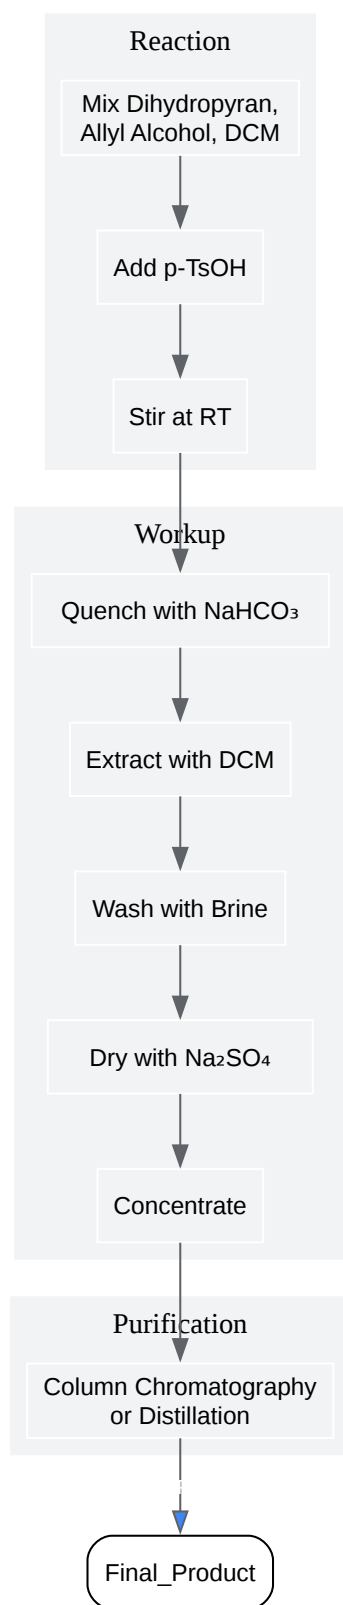 Reaction
Mix Dihydropyran,
Allyl Alcohol, DCM
Add p-TsOH
Stir at RT
Workup
Quench with NaHCO₃
Extract with DCM
Wash with Brine
Dry with Na₂SO₄
Concentrate
Purification
Column Chromatography
or Distillation
Final_Product